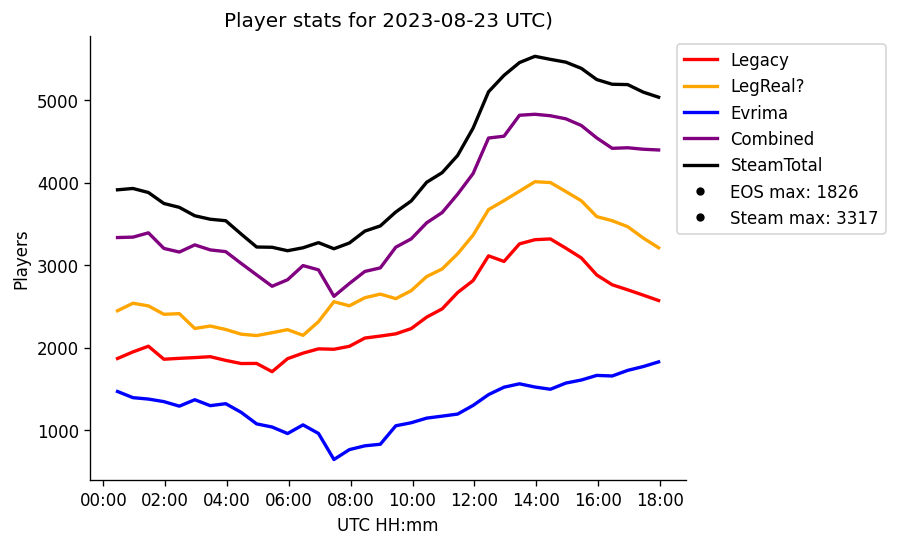 Player stats for 2023-08-23 UTC)
Legacy
LegReal?
Evrima
Combined
SteamTotal
EOS max: 1826
Steam max: 3317
Players
5000
4000
3000
2000
1000
00:00 02:00 04:00 06:00 08:00 10:00 12:00 14:00 16:00 18:00
UTC HH:mm